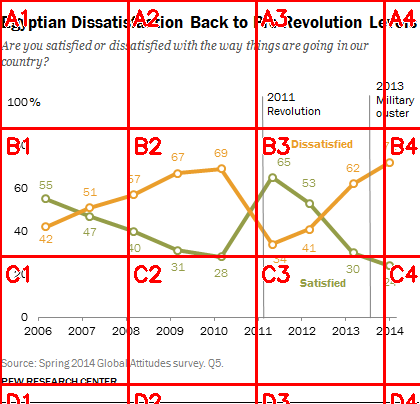 Egyptian Dissatisfaction Back to Pre-Revolution Levels
Are you satisfied or dissatisfied with the way things are going in our
country?
2013
Military
ouster
2011
Revolution
100%
Dissatisfied
69
67
65
62
57
55
53
51
47
42
41
40
34
31
30
28
24
Satisfied
60
40
20
0
2006 2007 2008 2009 2010 2011 2012 2013 2014
Source: Spring 2014 Global Attitudes survey. Q5.
PEW RESEARCH CENTER
A1 A2 A3 A4
B1 B2 B3 B4
C1 C2 C3 C4
D1 D2 D3 D4